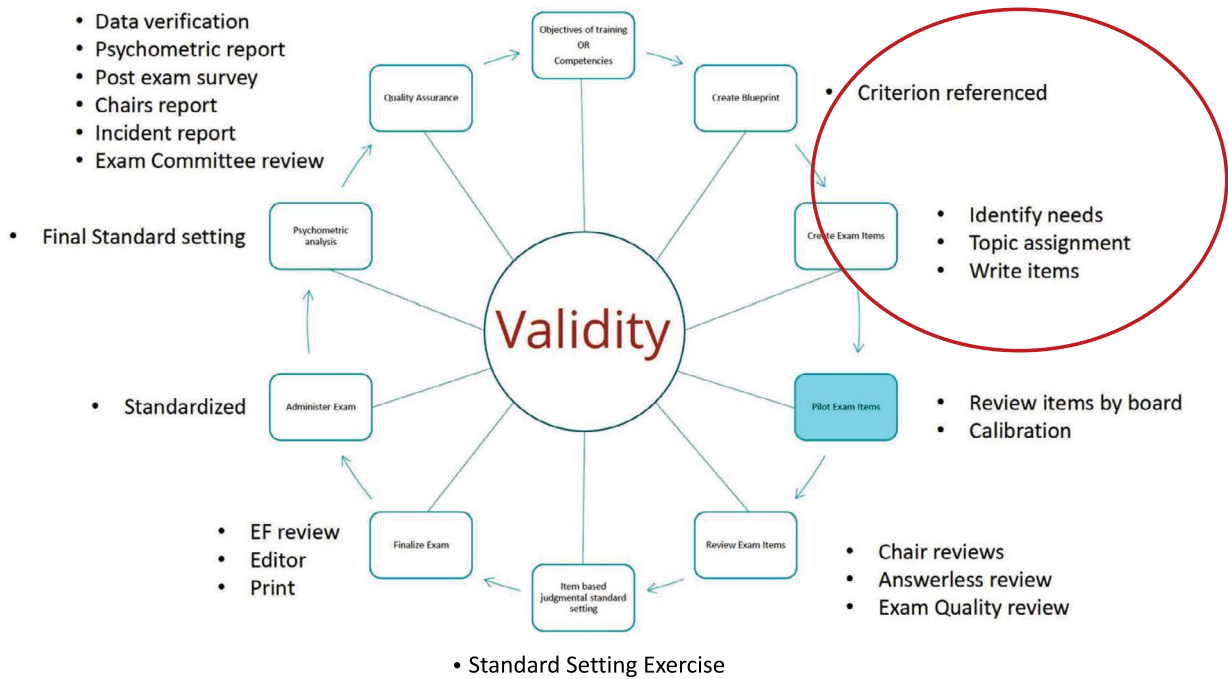 • Data verification
• Psychometric report
• Post exam survey
• Chairs report
• Incident report
• Exam Committee review
Quality Assurance
Objectives of training
OR
Competencies
Create Blueprint
• Criterion referenced
Create Exam Items
• Identify needs
• Topic assignment
• Write items
Pilot Exam Items
• Review items by board
• Calibration
Review Exam Items
• Chair reviews
• Answerless review
• Exam Quality review
Item based
judgmental standard
setting
• Standard Setting Exercise
Finalize Exam
• EF review
• Editor
• Print
Administer Exam
• Standardized
Psychometric
analysis
• Final Standard setting
Validity